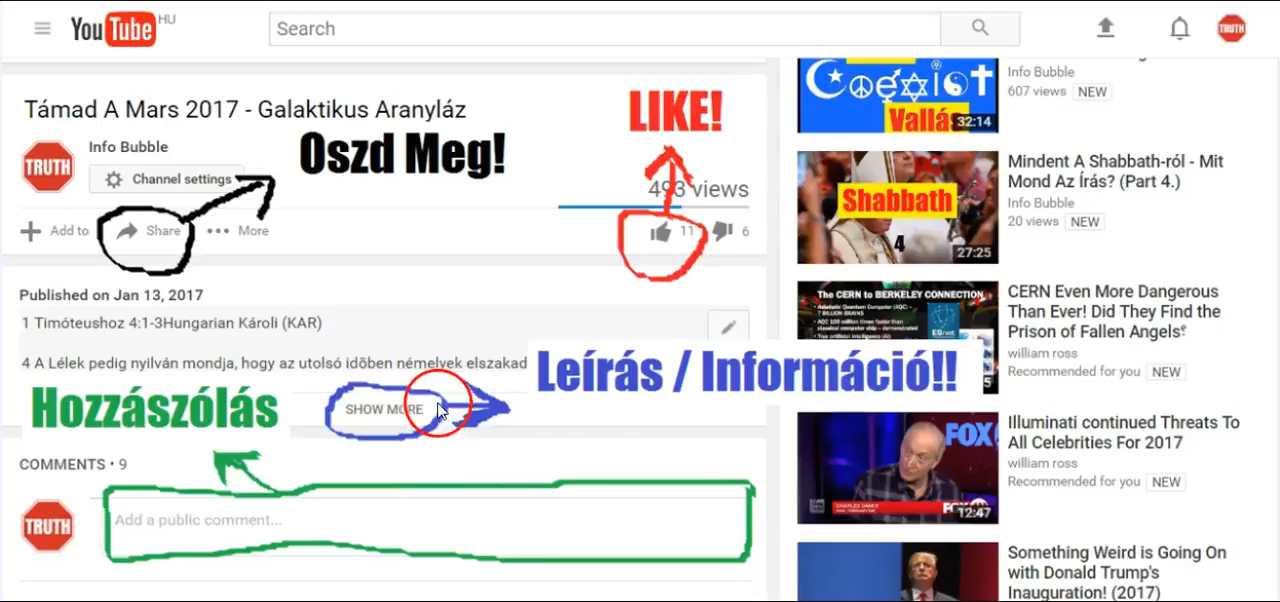 YouTube HU
Search
TRUTH
Támad A Mars 2017 - Galaktikus Aranyláz
TRUTH
Info Bubble
Channel settings
Oszd Meg!
LIKE!
493 views
Add to
Share
More
11
6
Published on Jan 13, 2017
1 Timóteushoz 4:1-3Hungarian Károli (KAR)
4 A Lélek pedig nyilván mondja, hogy az utolsó időben némelyek elszakad
Leírás / Információ!!
Hozzászólás
SHOW MORE
COMMENTS • 9
TRUTH
Add a public comment...
Coexist
Vallás
32:14
Info Bubble
607 views NEW
Shabbath
4
27:25
Mindent A Shabbath-ról - Mit
Mond Az Írás? (Part 4.)
Info Bubble
20 views NEW
The CERN to BERKELEY CONNECTION
ESnet
CERN Even More Dangerous
Than Ever! Did They Find the
Prison of Fallen Angels
william ross
Recommended for you NEW
FOX
12:47
Illuminati continued Threats To
All Celebrities For 2017
william ross
Recommended for you NEW
Something Weird is Going On
with Donald Trump's
Inauguration! (2017)